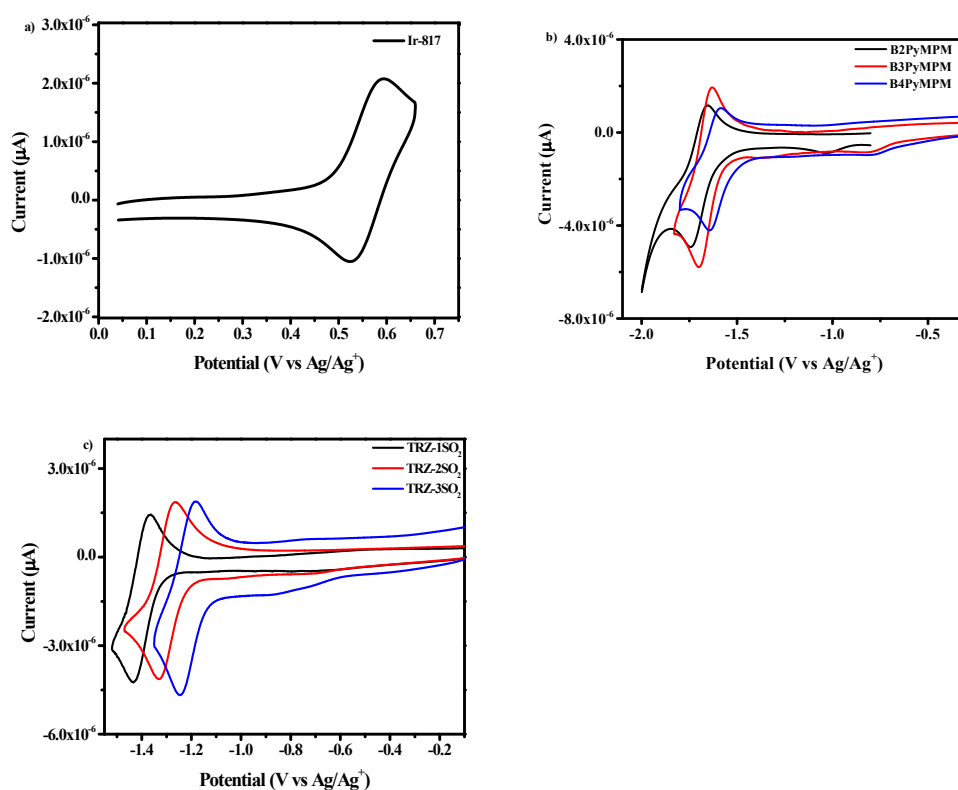 a)
Ir-817
3.0x10⁻⁶
2.0x10⁻⁶
1.0x10⁻⁶
0.0
-1.0x10⁻⁶
-2.0x10⁻⁶
Current (μA)
0.0 0.1 0.2 0.3 0.4 0.5 0.6 0.7
Potential (V vs Ag/Ag⁺)
b)
B2PyMPM
B3PyMPM
B4PyMPM
4.0x10⁻⁶
0.0
-4.0x10⁻⁶
-8.0x10⁻⁶
Current (μA)
-2.0 -1.5 -1.0 -0.5
Potential (V vs Ag/Ag⁺)
c)
TRZ-1SO₂
TRZ-2SO₂
TRZ-3SO₂
3.0x10⁻⁶
0.0
-3.0x10⁻⁶
-6.0x10⁻⁶
Current (μA)
-1.4 -1.2 -1.0 -0.8 -0.6 -0.4 -0.2
Potential (V vs Ag/Ag⁺)